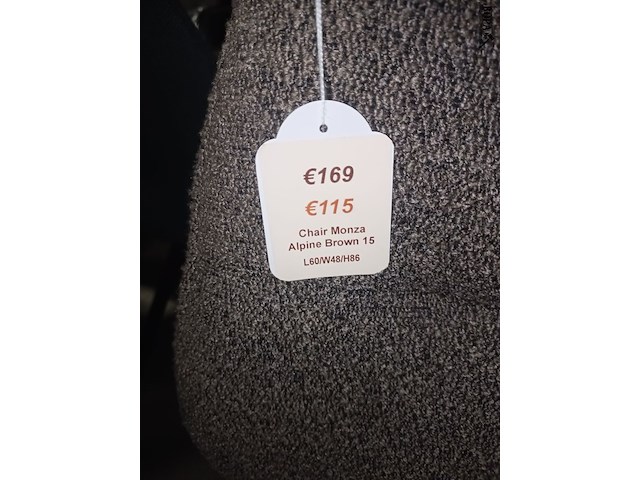 €169
€115
Chair Monza
Alpine Brown 15
L60/W48/H86